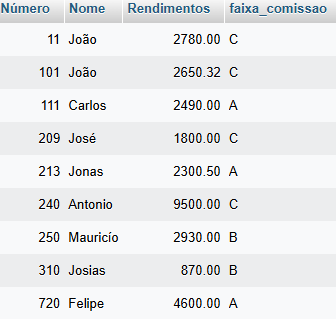 Número Nome Rendimentos faixa_comissao
11 João 2780.00 C
101 João 2650.32 C
111 Carlos 2490.00 A
209 José 1800.00 C
213 Jonas 2300.50 A
240 Antonio 9500.00 C
250 Mauricío 2930.00 B
310 Josias 870.00 B
720 Felipe 4600.00 A